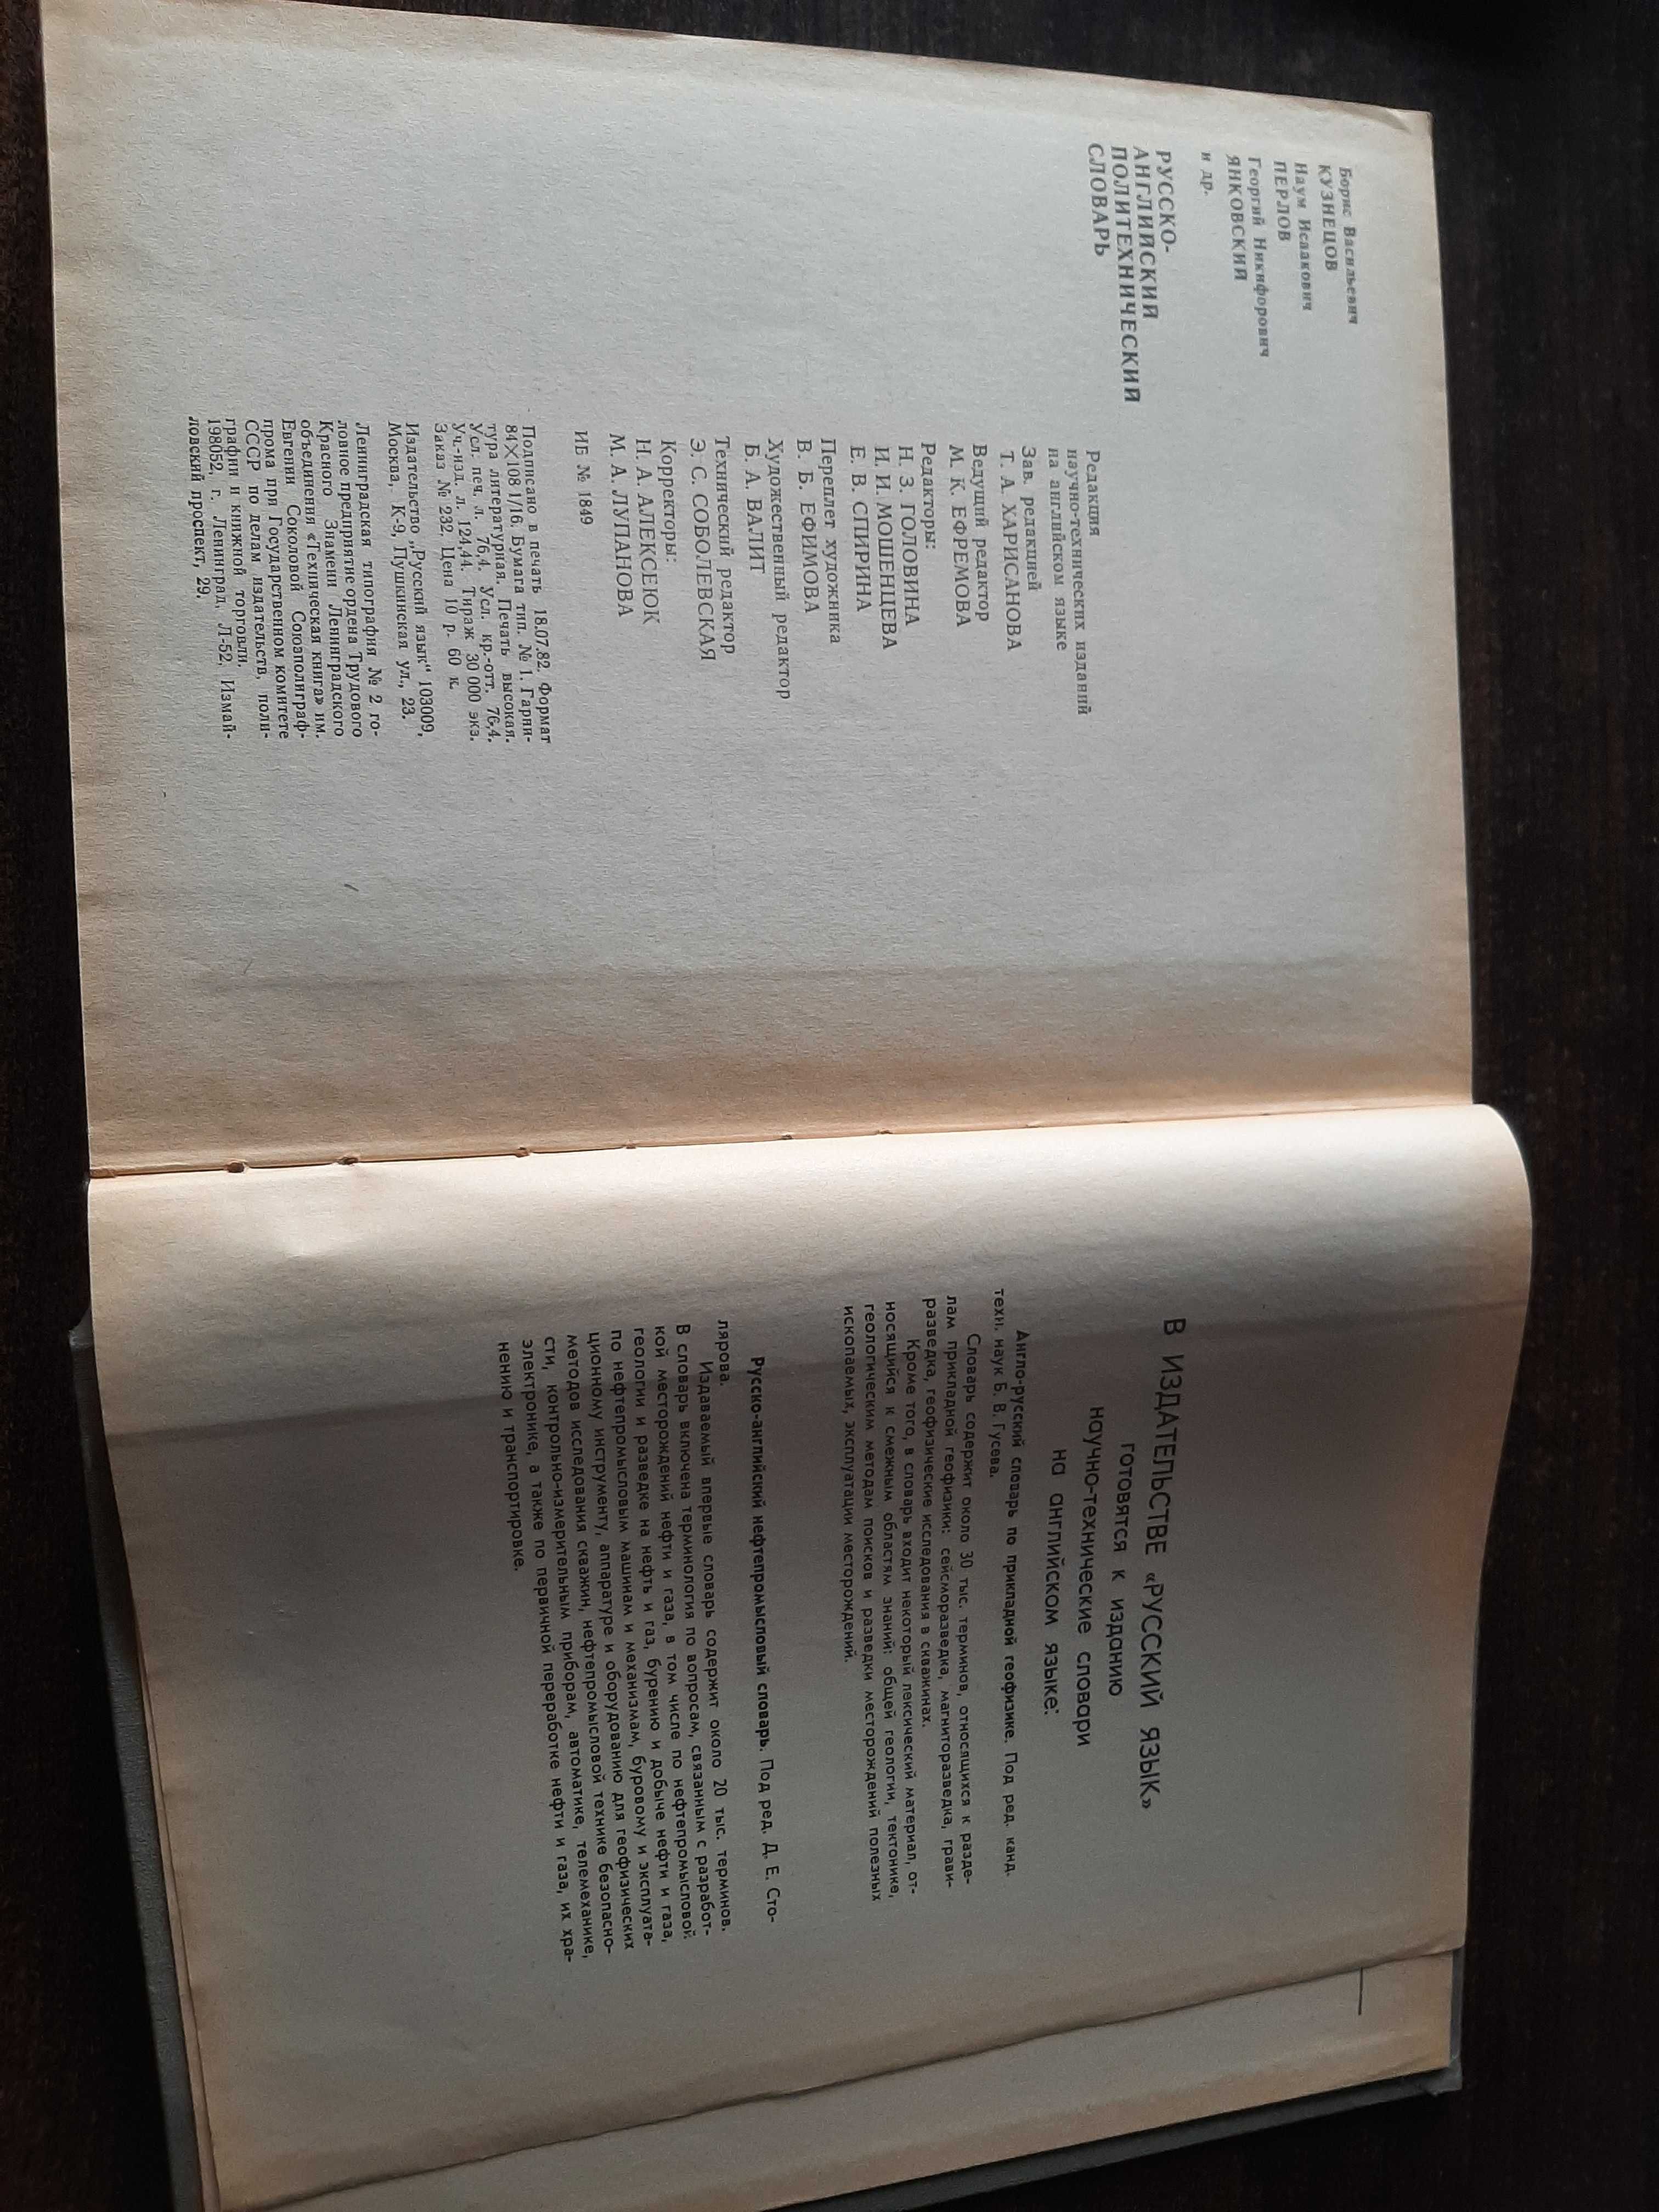 Борис Васильевич
КУЗНЕЦОВ
Наум Исаакович
ПЕРЛОВ
Георгий Никифорович
ЯНКОВСКИЙ
и др.
РУССКО-
АНГЛИЙСКИЙ
ПОЛИТЕХНИЧЕСКИЙ
СЛОВАРЬ
Редакция
научно-технических изданий
на английском языке
Зав. редакцией
Т. А. ХАРИСАНОВА
Ведущий редактор
М. К. ЕФРЕМОВА
Редакторы:
Н. З. ГОЛОВИНА
И. И. МОШЕНЦЕВА
Е. В. СПИРИНА
Переплет художника
В. Б. ЕФИМОВА
Художественный редактор
Б. А. ВАЛИТ
Технический редактор
Э. С. СОБОЛЕВСКАЯ
Корректоры:
Н. А. АЛЕКСЕЮК
М. А. ЛУПАНОВА
ИБ № 1849
Подписано в печать 18.07.82. Формат
84×108 1/16. Бумага тип. № 1. Гарни-
тура литературная. Печать высокая.
Усл. печ. л. 76,4. Усл. кр.-отт. 76,4.
Уч.-изд. л. 124,44. Тираж 30 000 экз.
Заказ № 232. Цена 10 р. 60 к.
Издательство „Русский язык“ 103009,
Москва, К-9, Пушкинская ул., 23.
Ленинградская типография № 2 го-
ловное предприятие ордена Трудового
Красного Знамени Ленинградского
объединения «Техническая книга» им.
Евгении Соколовой Союзполиграф-
прома при Государственном комитете
СССР по делам издательств, поли-
графии и книжной торговли.
198052, г. Ленинград, Л-52, Измай-
ловский проспект, 29.
В ИЗДАТЕЛЬСТВЕ «РУССКИЙ ЯЗЫК»
готовятся к изданию
научно-технические словари
на английском языке:
Англо-русский словарь по прикладной геофизике. Под ред. канд.
техн. наук Б. В. Гусева.
Словарь содержит около 30 тыс. терминов, относящихся к разде-
лам прикладной геофизики: сейсморазведка, магниторазведка, грави-
разведка, геофизические исследования в скважинах.
Кроме того, в словарь входит некоторый лексический материал, от-
носящийся к смежным областям знаний: общей геологии, тектонике,
геологическим методам поисков и разведки месторождений полезных
ископаемых, эксплуатации месторождений.
Русско-английский нефтепромысловый словарь. Под ред. Д. Е. Сто-
лярова.
Издаваемый впервые словарь содержит около 20 тыс. терминов.
В словарь включена терминология по вопросам, связанным с разработ-
кой месторождений нефти и газа, в том числе по нефтепромысловой
геологии и разведке на нефть и газ, бурению и добыче нефти и газа,
по нефтепромысловым машинам и механизмам, буровому и эксплуата-
ционному инструменту, аппаратуре и оборудованию для геофизических
методов исследования скважин, нефтепромысловой технике безопасно-
сти, контрольно-измерительным приборам, автоматике, телемеханике,
электронике, а также по первичной переработке нефти и газа, их хра-
нению и транспортировке.